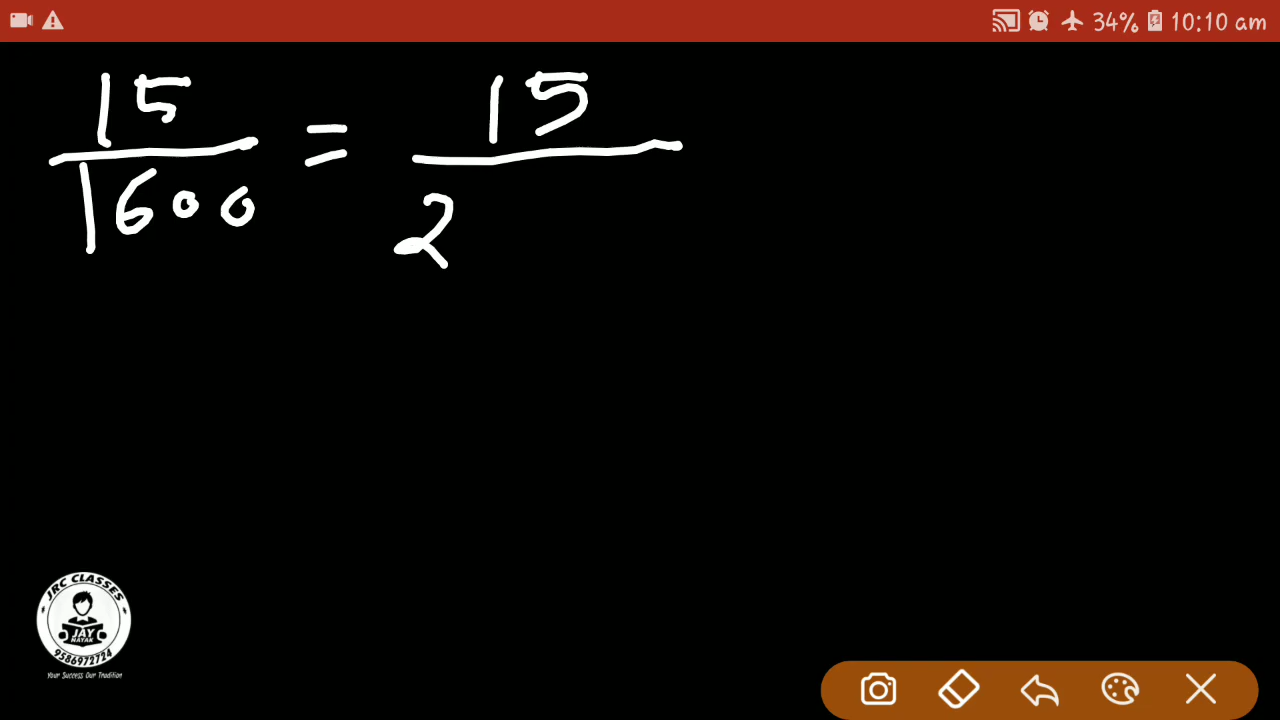 34% 10:10 am
15 = 15
1600 2
JRC CLASSES
JAY
NAYAK
9586972724
Your Success Our Tradition